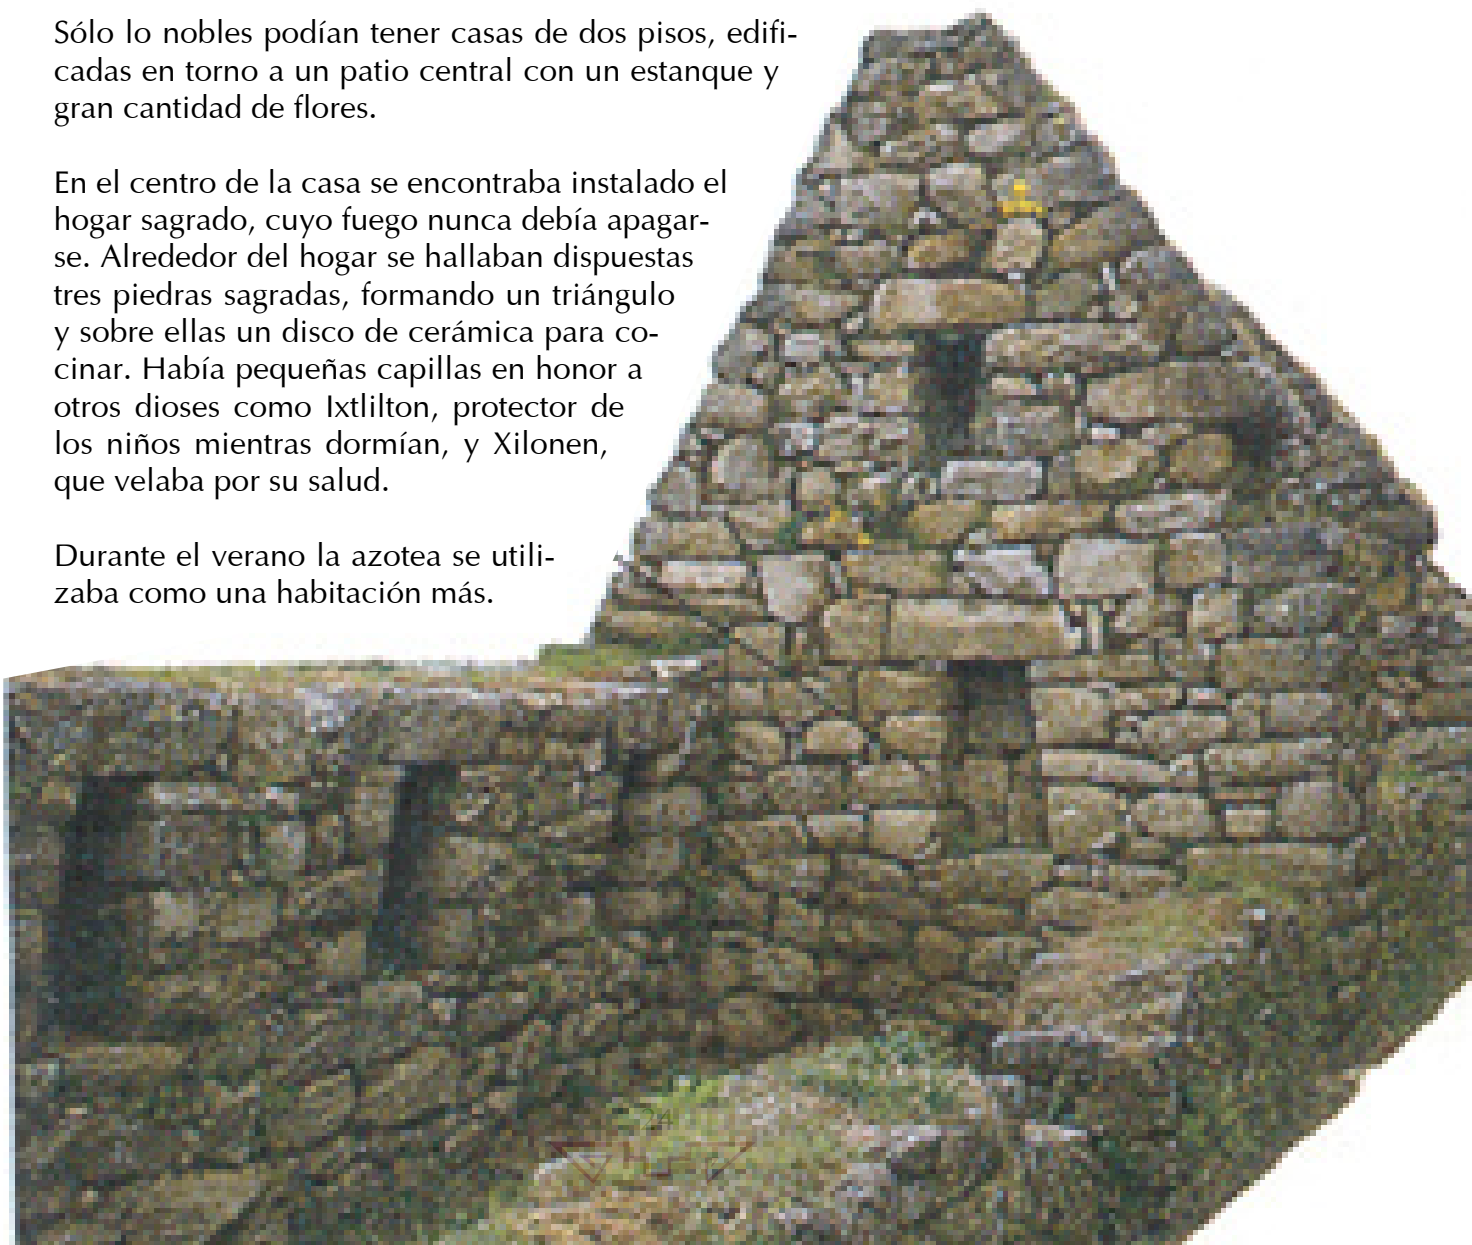 Sólo lo nobles podían tener casas de dos pisos, edifi-
cadas en torno a un patio central con un estanque y
gran cantidad de flores.
En el centro de la casa se encontraba instalado el
hogar sagrado, cuyo fuego nunca debía apagar-
se. Alrededor del hogar se hallaban dispuestas
tres piedras sagradas, formando un triángulo
y sobre ellas un disco de cerámica para co-
cinar. Había pequeñas capillas en honor a
otros dioses como Ixtlilton, protector de
los niños mientras dormían, y Xilonen,
que velaba por su salud.
Durante el verano la azotea se utili-
zaba como una habitación más.
24